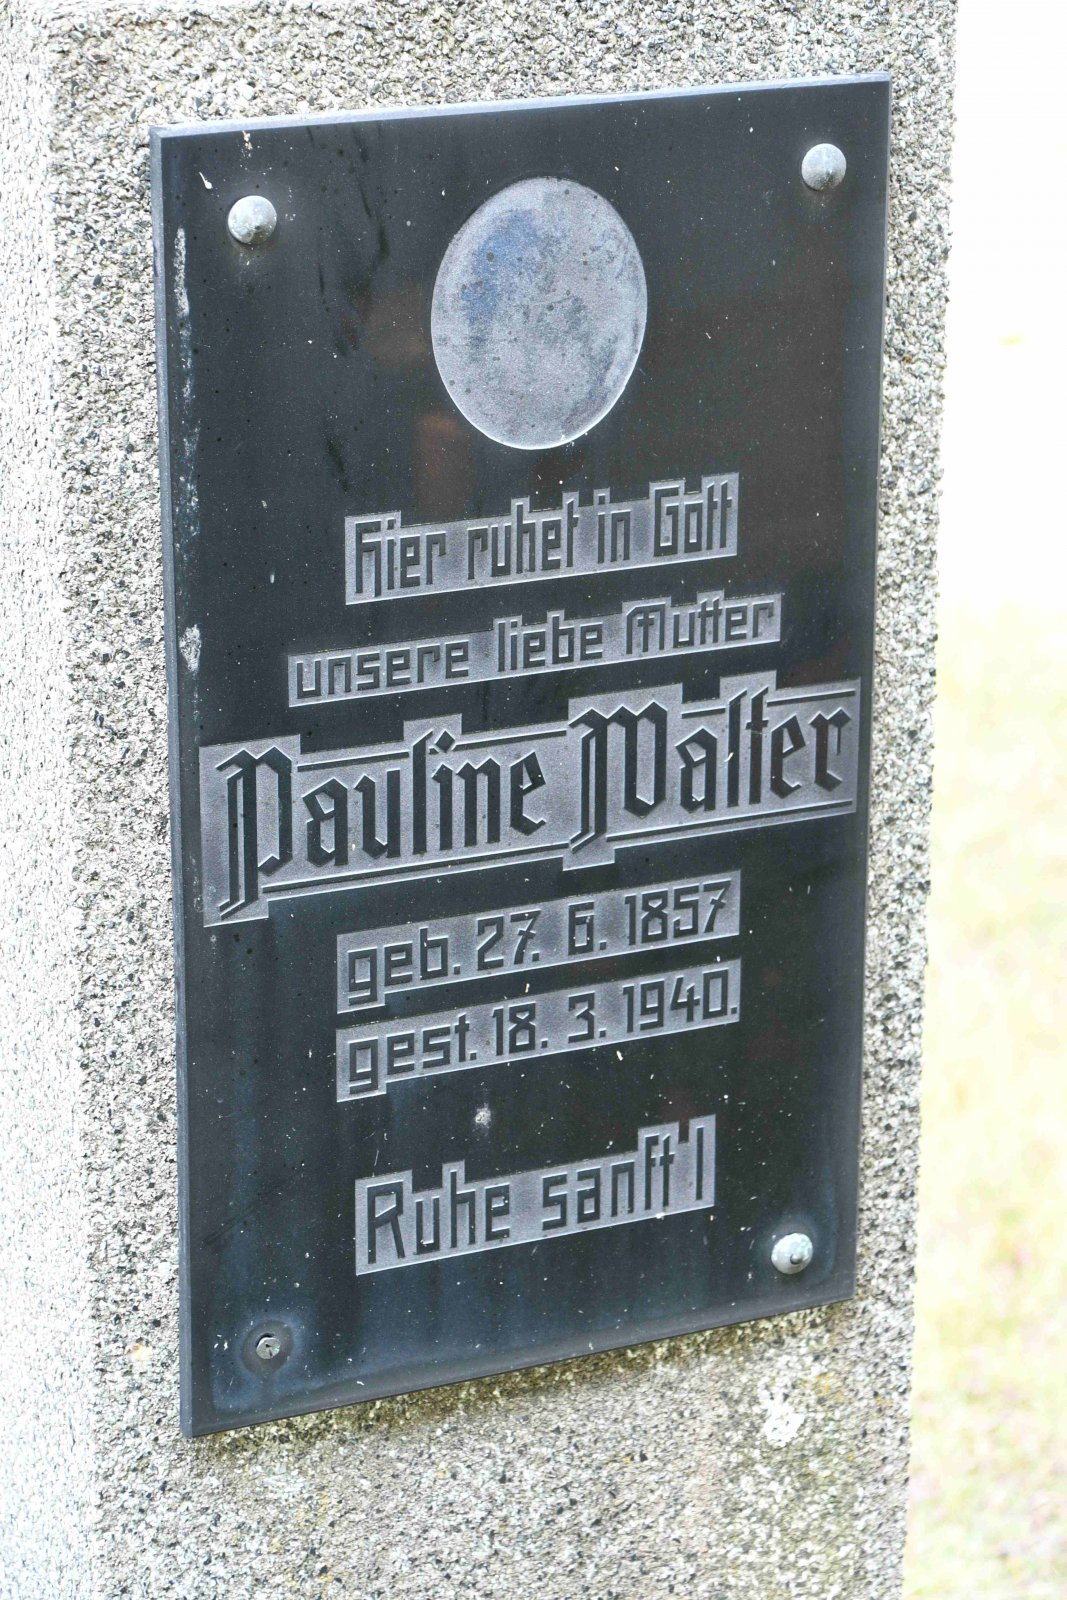 Hier ruhet in Gott
unsere liebe Mutter
Pauline Walter
geb. 27. 6. 1857
gest. 18. 3. 1940.
Ruhe sanft!